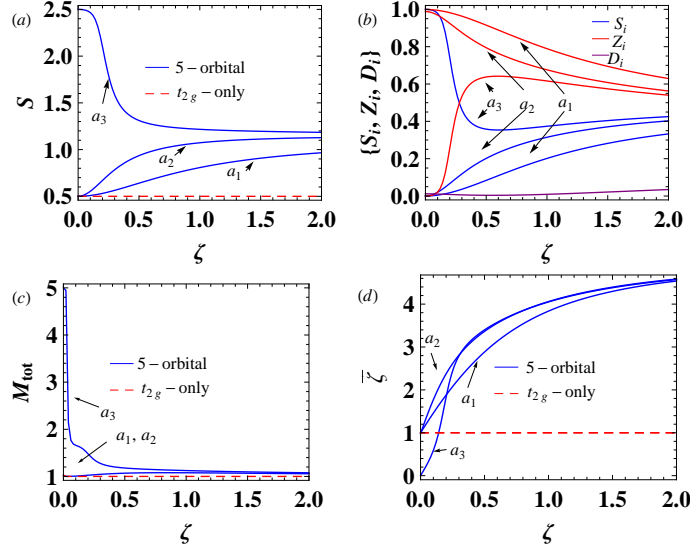 (a)
2.5
2.0
1.5
1.0
0.5
S
5 – orbital
t2 g – only
a3
a2
a1
0.0 0.5 1.0 1.5 2.0
ζ
(b)
1.0
0.8
0.6
0.4
0.2
0.0
{Si, Zi, Di}
Si
Zi
Di
a3
a2
a1
0.0 0.5 1.0 1.5 2.0
ζ
(c)
5
4
3
2
1
Mtot
5 – orbital
t2 g – only
a3
a1, a2
0.0 0.5 1.0 1.5 2.0
ζ
(d)
4
3
2
1
0
ζ̅
a2
5 – orbital
t2 g – only
a1
a3
0.0 0.5 1.0 1.5 2.0
ζ